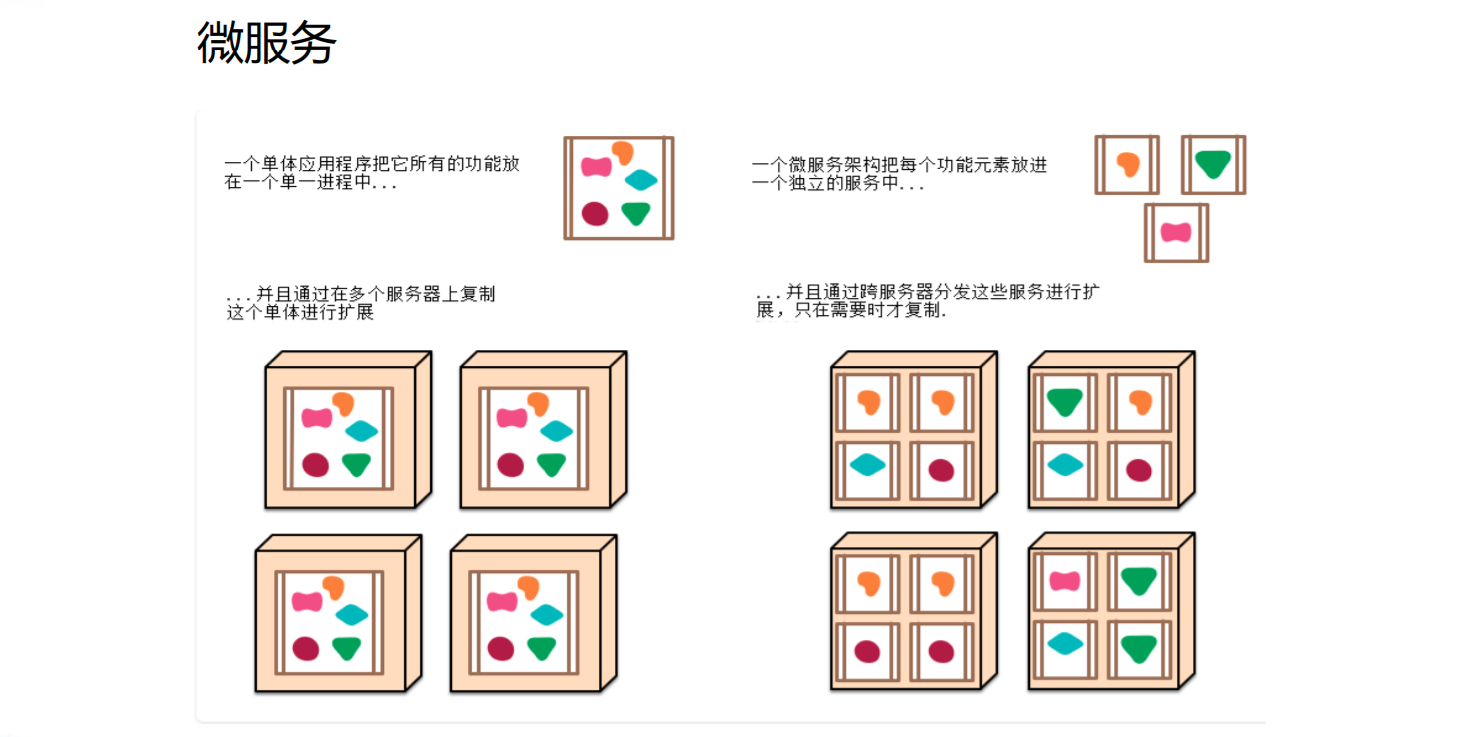 微服务
一个单体应用程序把它所有的功能放
在一个单一进程中...
一个微服务架构把每个功能元素放进
一个独立的服务中...
...并且通过在多个服务器上复制
这个单体进行扩展
...并且通过跨服务器分发这些服务进行扩
展，只在需要时才复制.